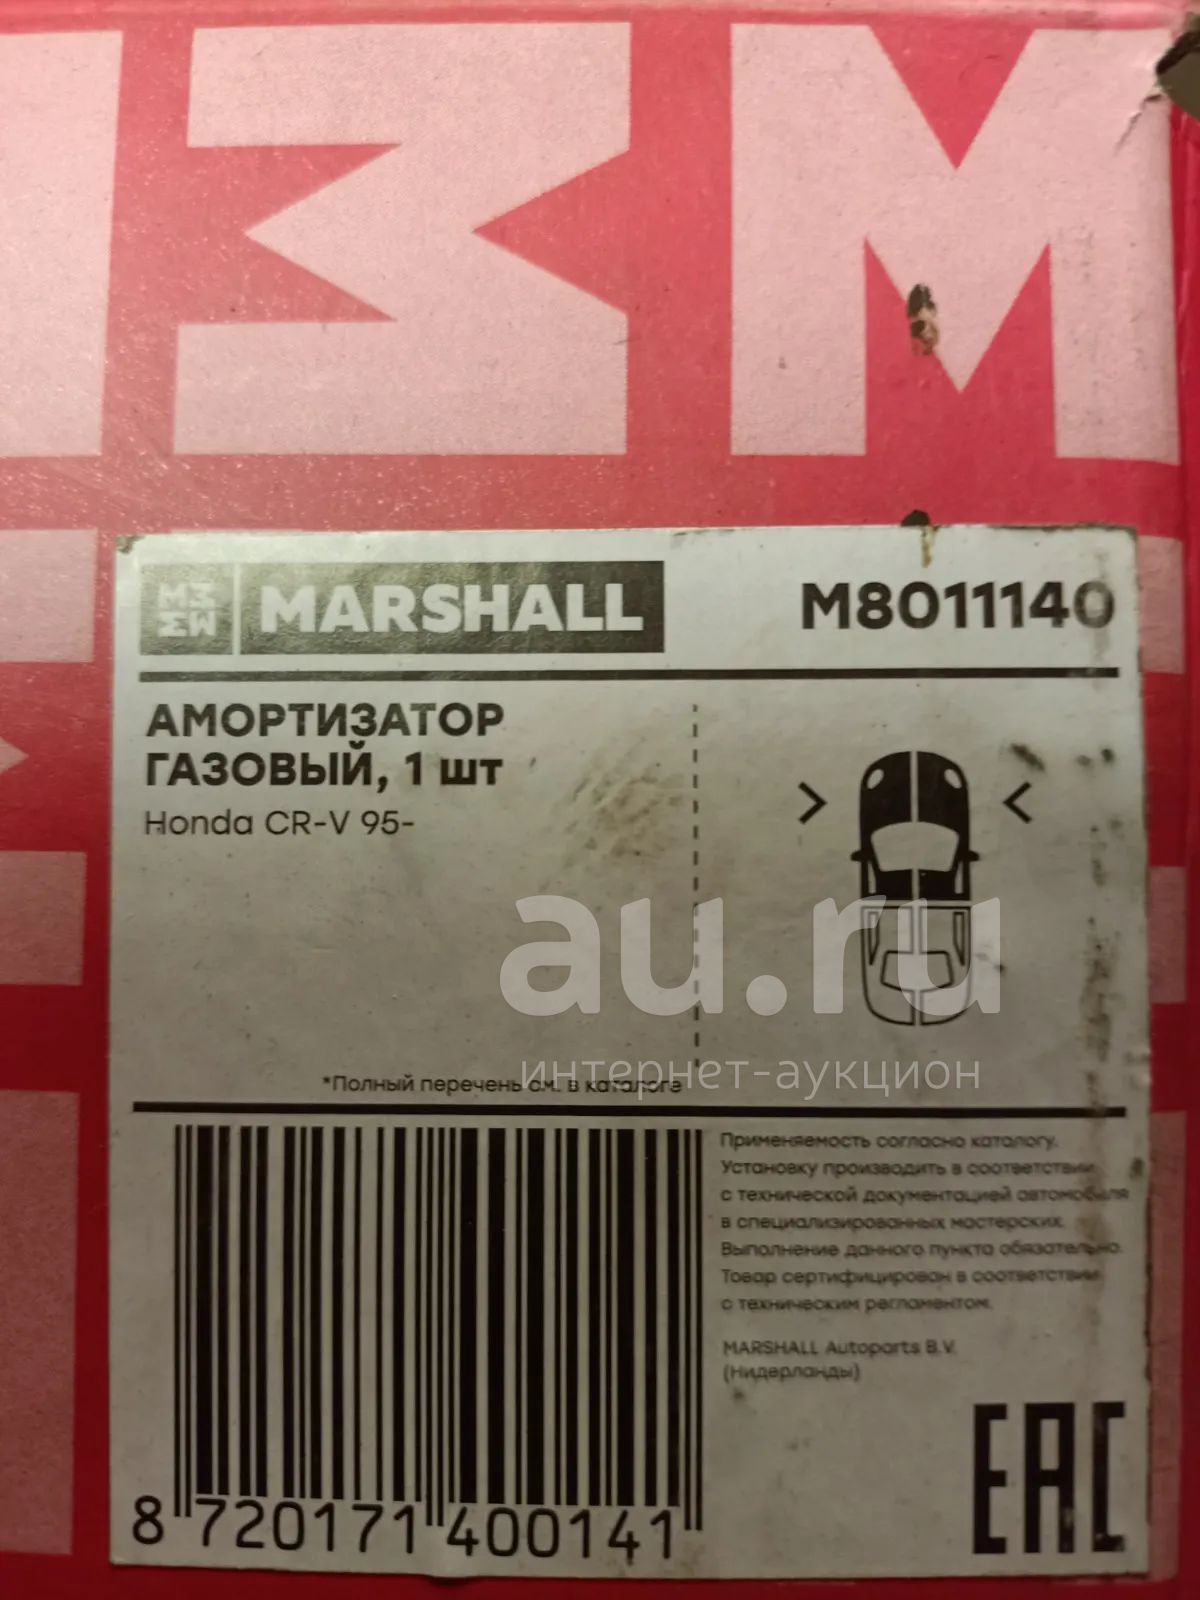 MARSHALL
M8011140
АМОРТИЗАТОР
ГАЗОВЫЙ, 1 шт
Honda CR-V 95-
au.ru
интернет-аукцион
*Полный перечень см. в каталоге
Применяемость согласно каталогу.
Установку производить в соответствии
с технической документацией автомобиля
в специализированных мастерских.
Выполнение данного пункта обязательно.
Товар сертифицирован в соответствии
с техническим регламентом.
MARSHALL Autoparts B.V.
(Нидерланды)
EAC
8 720171 400141